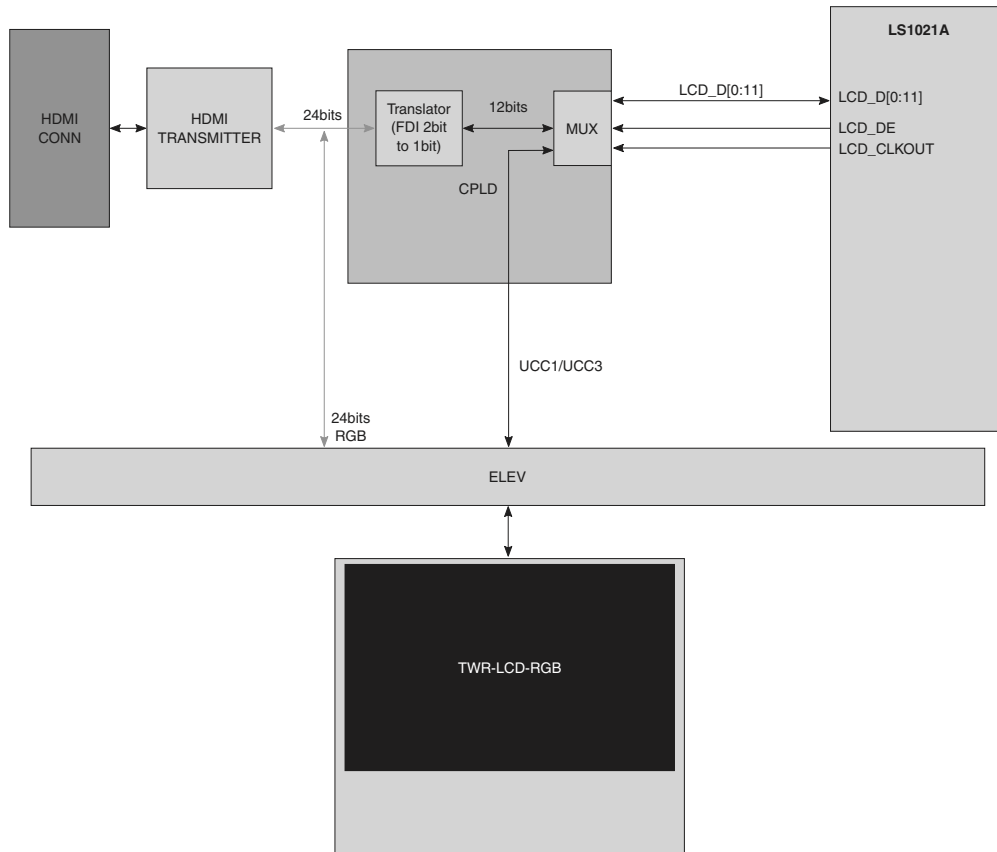 LS1021A
HDMI
CONN
HDMI
TRANSMITTER
24bits
Translator
(FDI 2bit
to 1bit)
12bits
MUX
CPLD
LCD_D[0:11]
LCD_D[0:11]
LCD_DE
LCD_CLKOUT
UCC1/UCC3
24bits
RGB
ELEV
TWR-LCD-RGB